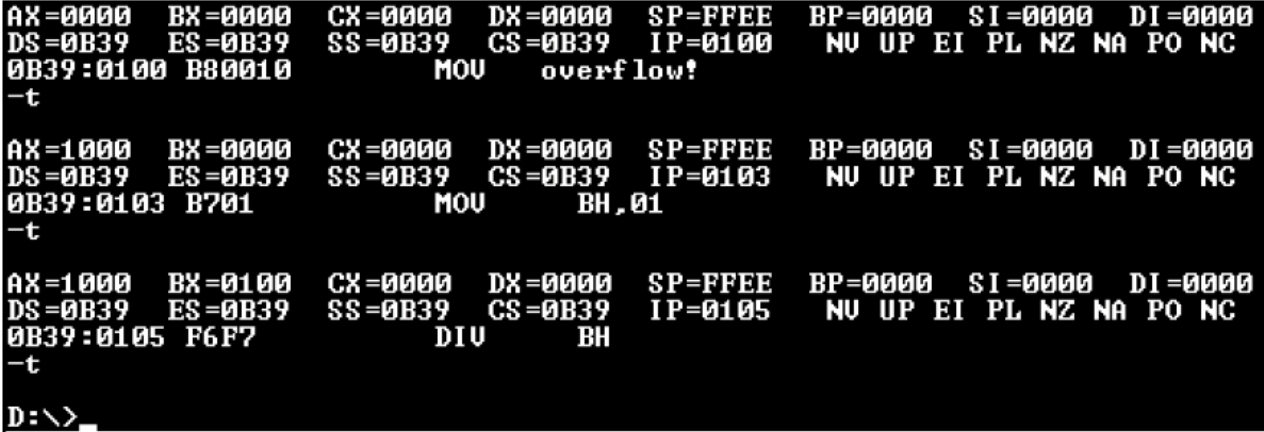 AX=0000 BX=0000 CX=0000 DX=0000 SP=FFEE BP=0000 SI=0000 DI=0000
DS=0B39 ES=0B39 SS=0B39 CS=0B39 IP=0100 NV UP EI PL NZ NA PO NC
0B39:0100 B80010 MOV overflow!
-t
AX=1000 BX=0000 CX=0000 DX=0000 SP=FFEE BP=0000 SI=0000 DI=0000
DS=0B39 ES=0B39 SS=0B39 CS=0B39 IP=0103 NV UP EI PL NZ NA PO NC
0B39:0103 B701 MOV BH,01
-t
AX=1000 BX=0100 CX=0000 DX=0000 SP=FFEE BP=0000 SI=0000 DI=0000
DS=0B39 ES=0B39 SS=0B39 CS=0B39 IP=0105 NV UP EI PL NZ NA PO NC
0B39:0105 F6F7 DIV BH
-t
D:\>_